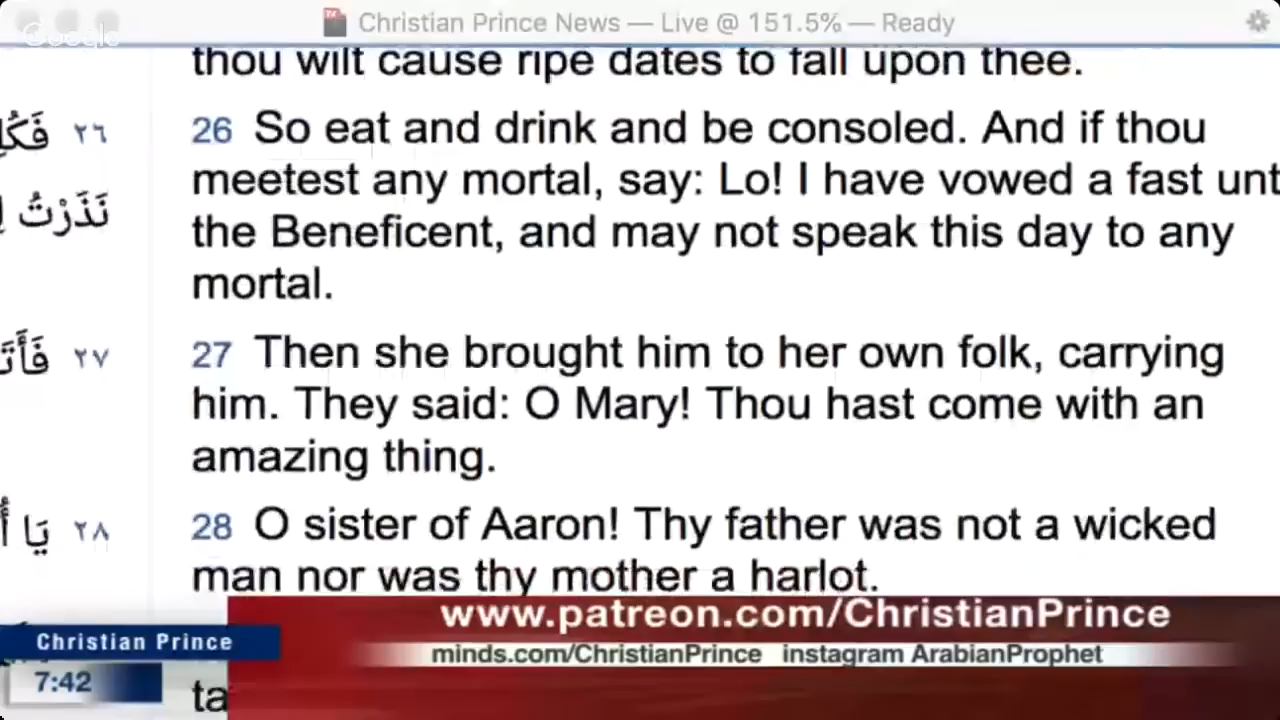 Google
Christian Prince News — Live @ 151.5% — Ready
thou wilt cause ripe dates to fall upon thee.
26 So eat and drink and be consoled. And if thou
٢٦
meetest any mortal, say: Lo! I have vowed a fast unt
نَذَرْتُ
the Beneficent, and may not speak this day to any
mortal.
27 Then she brought him to her own folk, carrying
٢٧
him. They said: O Mary! Thou hast come with an
amazing thing.
28 O sister of Aaron! Thy father was not a wicked
٢٨ يَا
man nor was thy mother a harlot.
www.patreon.com/ChristianPrince
Christian Prince
minds.com/ChristianPrince instagram ArabianProphet
7:42
ta